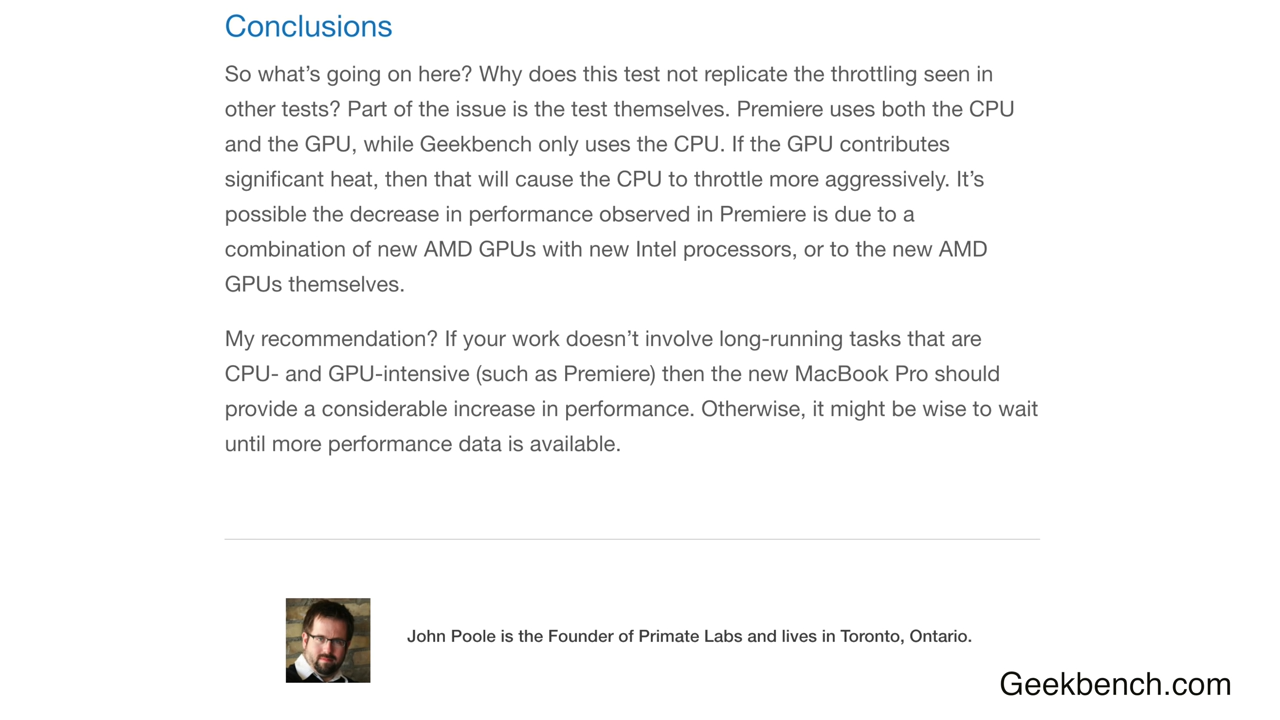 Conclusions
So what’s going on here? Why does this test not replicate the throttling seen in
other tests? Part of the issue is the test themselves. Premiere uses both the CPU
and the GPU, while Geekbench only uses the CPU. If the GPU contributes
significant heat, then that will cause the CPU to throttle more aggressively. It’s
possible the decrease in performance observed in Premiere is due to a
combination of new AMD GPUs with new Intel processors, or to the new AMD
GPUs themselves.
My recommendation? If your work doesn’t involve long-running tasks that are
CPU- and GPU-intensive (such as Premiere) then the new MacBook Pro should
provide a considerable increase in performance. Otherwise, it might be wise to wait
until more performance data is available.
John Poole is the Founder of Primate Labs and lives in Toronto, Ontario.
Geekbench.com